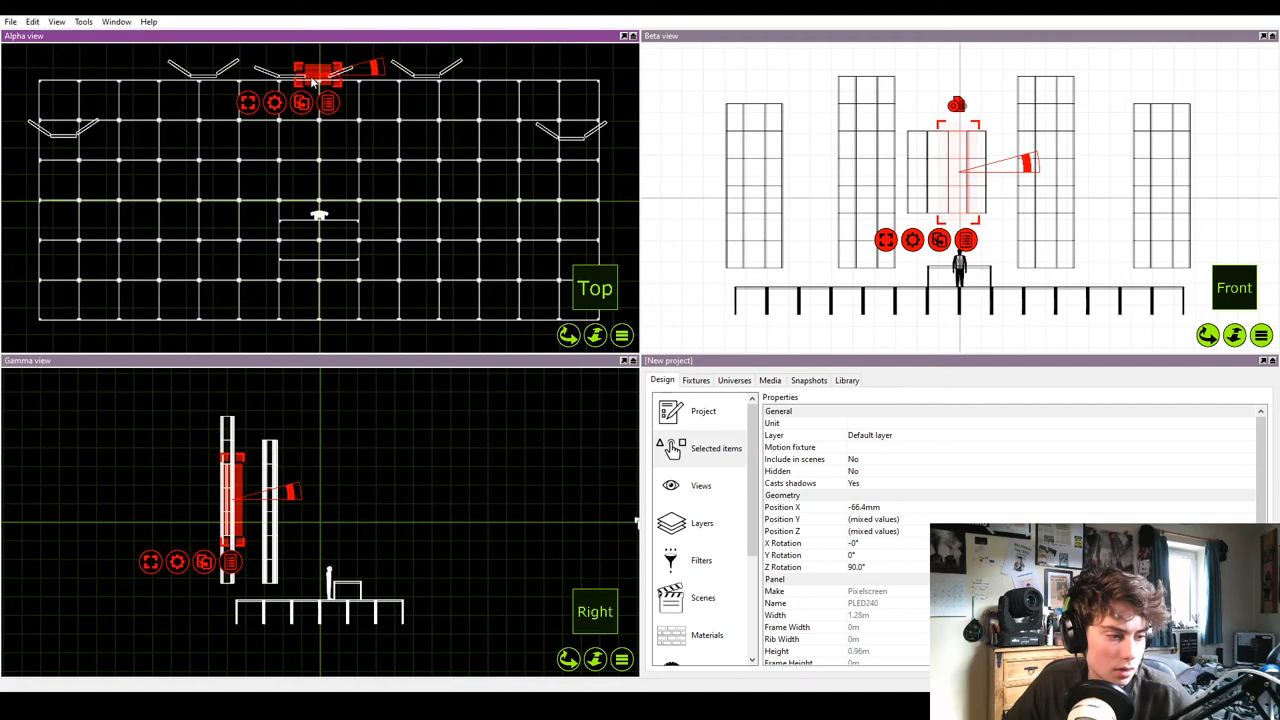 File Edit View Tools Window Help
Alpha view
Beta view
Top
Front
Gamma view
[New project]
Design Fixtures Universes Media Snapshots Library
Project
Selected items
Views
Layers
Filters
Scenes
Materials
Properties
General
Unit
Layer Default layer
Motion fixture
Include in scenes No
Hidden No
Casts shadows Yes
Geometry
Position X -66.4mm
Position Y (mixed values)
Position Z (mixed values)
X Rotation -0°
Y Rotation 0°
Z Rotation 90.0°
Panel
Make Pixelscreen
Name PLED240
Width 1.28m
Frame Width 0m
Rib Width 0m
Height 0.96m
Frame Height 0m
Right